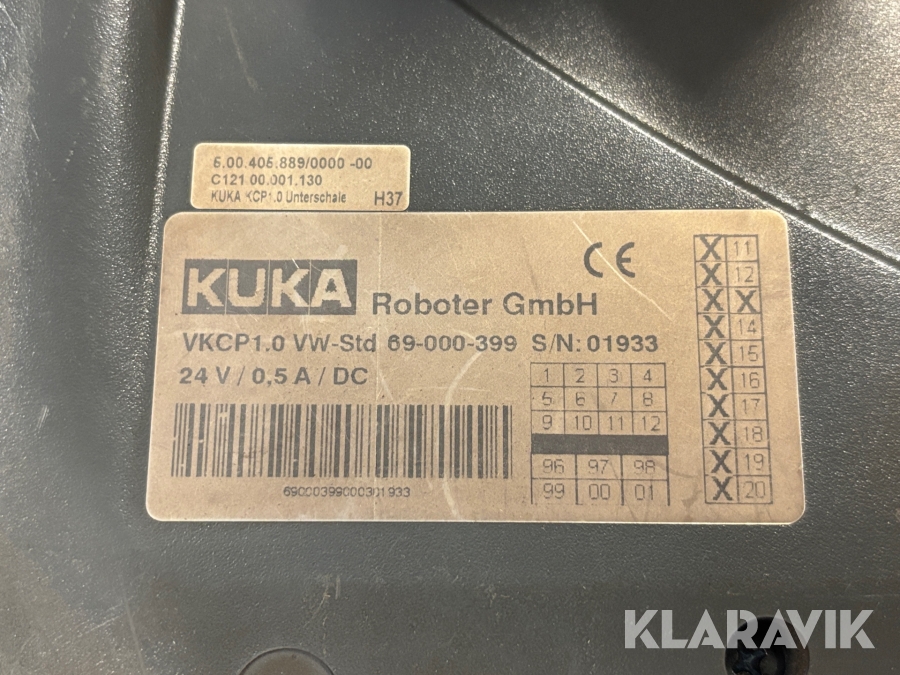 6.00.405.889/0000 -00
C121.00.001.130
KUKA KCP1.0 Unterschale H37
KUKA Roboter GmbH
VKCP1.0 VW-Std 69-000-399 S/N: 01933
24 V / 0,5 A / DC
69000399000301933
1 2 3 4
5 6 7 8
9 10 11 12
96 97 98
99 00 01
CE
X 11
X 12
X X
X 14
X 15
X 16
X 17
X 18
X 19
X 20
KLARAVIK